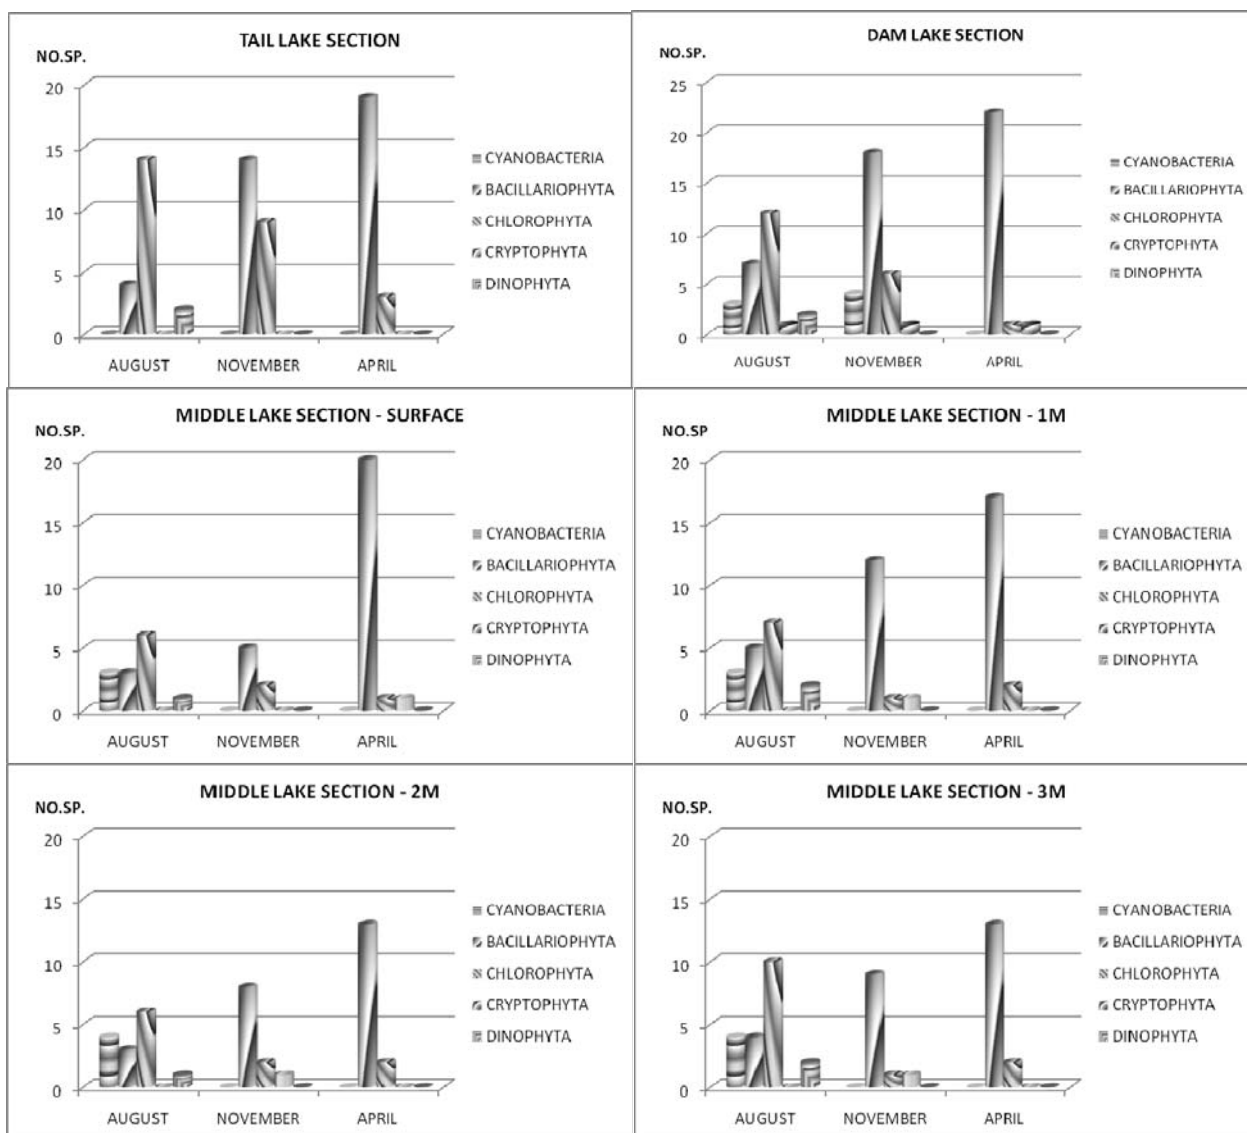 TAIL LAKE SECTION
NO.SP.
20
15
10
5
0
AUGUST NOVEMBER APRIL
CYANOBACTERIA
BACILLARIOPHYTA
CHLOROPHYTA
CRYPTOPHYTA
DINOPHYTA
DAM LAKE SECTION
NO.SP.
25
20
15
10
5
0
AUGUST NOVEMBER APRIL
CYANOBACTERIA
BACILLARIOPHYTA
CHLOROPHYTA
CRYPTOPHYTA
DINOPHYTA
MIDDLE LAKE SECTION - SURFACE
NO.SP.
20
15
10
5
0
AUGUST NOVEMBER APRIL
CYANOBACTERIA
BACILLARIOPHYTA
CHLOROPHYTA
CRYPTOPHYTA
DINOPHYTA
MIDDLE LAKE SECTION - 1M
NO.SP
20
15
10
5
0
AUGUST NOVEMBER APRIL
CYANOBACTERIA
BACILLARIOPHYTA
CHLOROPHYTA
CRYPTOPHYTA
DINOPHYTA
MIDDLE LAKE SECTION - 2M
NO.SP.
20
15
10
5
0
AUGUST NOVEMBER APRIL
CYANOBACTERIA
BACILLARIOPHYTA
CHLOROPHYTA
CRYPTOPHYTA
DINOPHYTA
MIDDLE LAKE SECTION - 3M
NO.SP.
20
15
10
5
0
AUGUST NOVEMBER APRIL
CYANOBACTERIA
BACILLARIOPHYTA
CHLOROPHYTA
CRYPTOPHYTA
DINOPHYTA